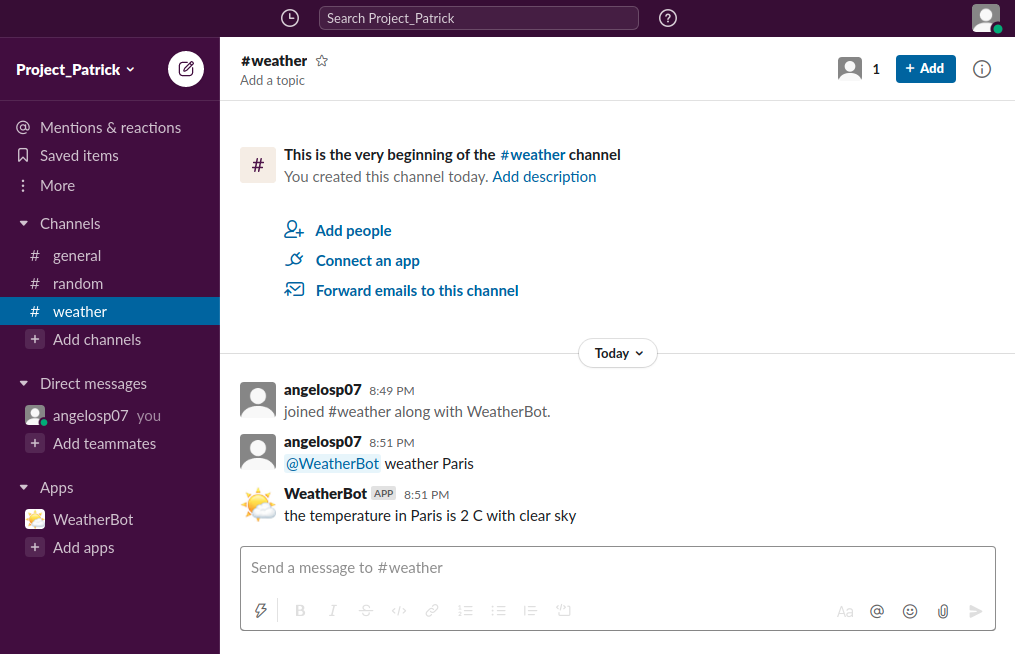 Search Project_Patrick
Project_Patrick
#weather
Add a topic
1
+ Add
Mentions & reactions
Saved items
More
Channels
# general
# random
# weather
+ Add channels
Direct messages
angelosp07 you
+ Add teammates
Apps
WeatherBot
+ Add apps
#
This is the very beginning of the #weather channel
You created this channel today. Add description
Add people
Connect an app
Forward emails to this channel
Today
angelosp07 8:49 PM
joined #weather along with WeatherBot.
angelosp07 8:51 PM
@WeatherBot weather Paris
WeatherBot APP 8:51 PM
the temperature in Paris is 2 C with clear sky
Send a message to #weather
B I S </> Aa @